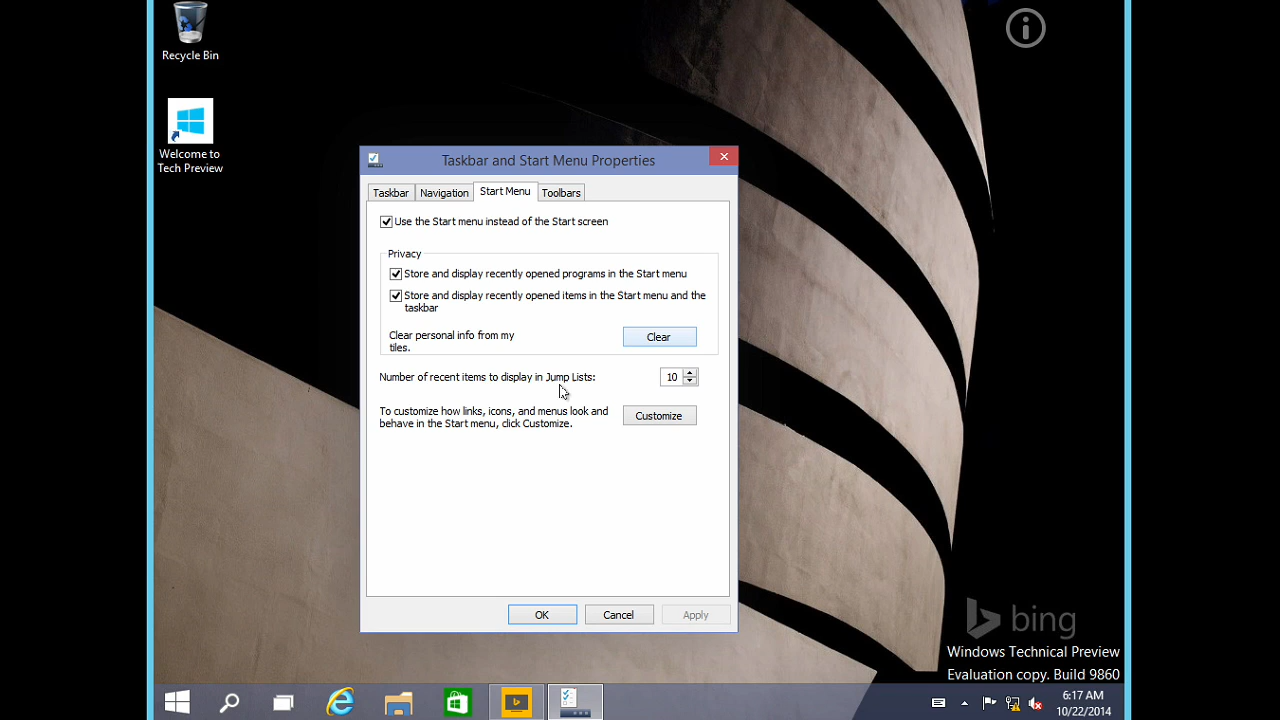 Recycle Bin
Welcome to
Tech Preview
Taskbar and Start Menu Properties
Taskbar
Navigation
Start Menu
Toolbars
Use the Start menu instead of the Start screen
Privacy
Store and display recently opened programs in the Start menu
Store and display recently opened items in the Start menu and the
taskbar
Clear personal info from my
tiles.
Clear
Number of recent items to display in Jump Lists:
10
To customize how links, icons, and menus look and
behave in the Start menu, click Customize.
Customize
OK
Cancel
Apply
bing
Windows Technical Preview
Evaluation copy. Build 9860
6:17 AM
10/22/2014